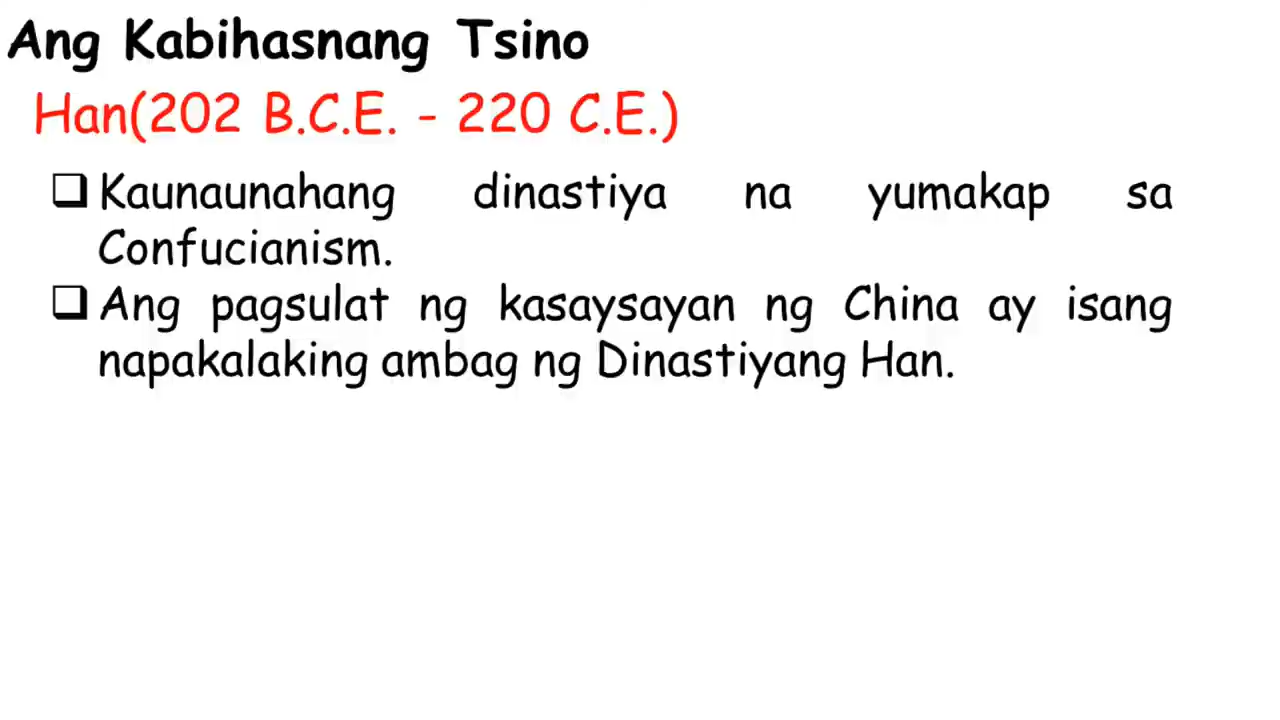 Ang Kabihasnang Tsino
Han(202 B.C.E. - 220 C.E.)
❑ Kaunaunahang dinastiya na yumakap sa
Confucianism.
❑ Ang pagsulat ng kasaysayan ng China ay isang
napakalaking ambag ng Dinastiyang Han.